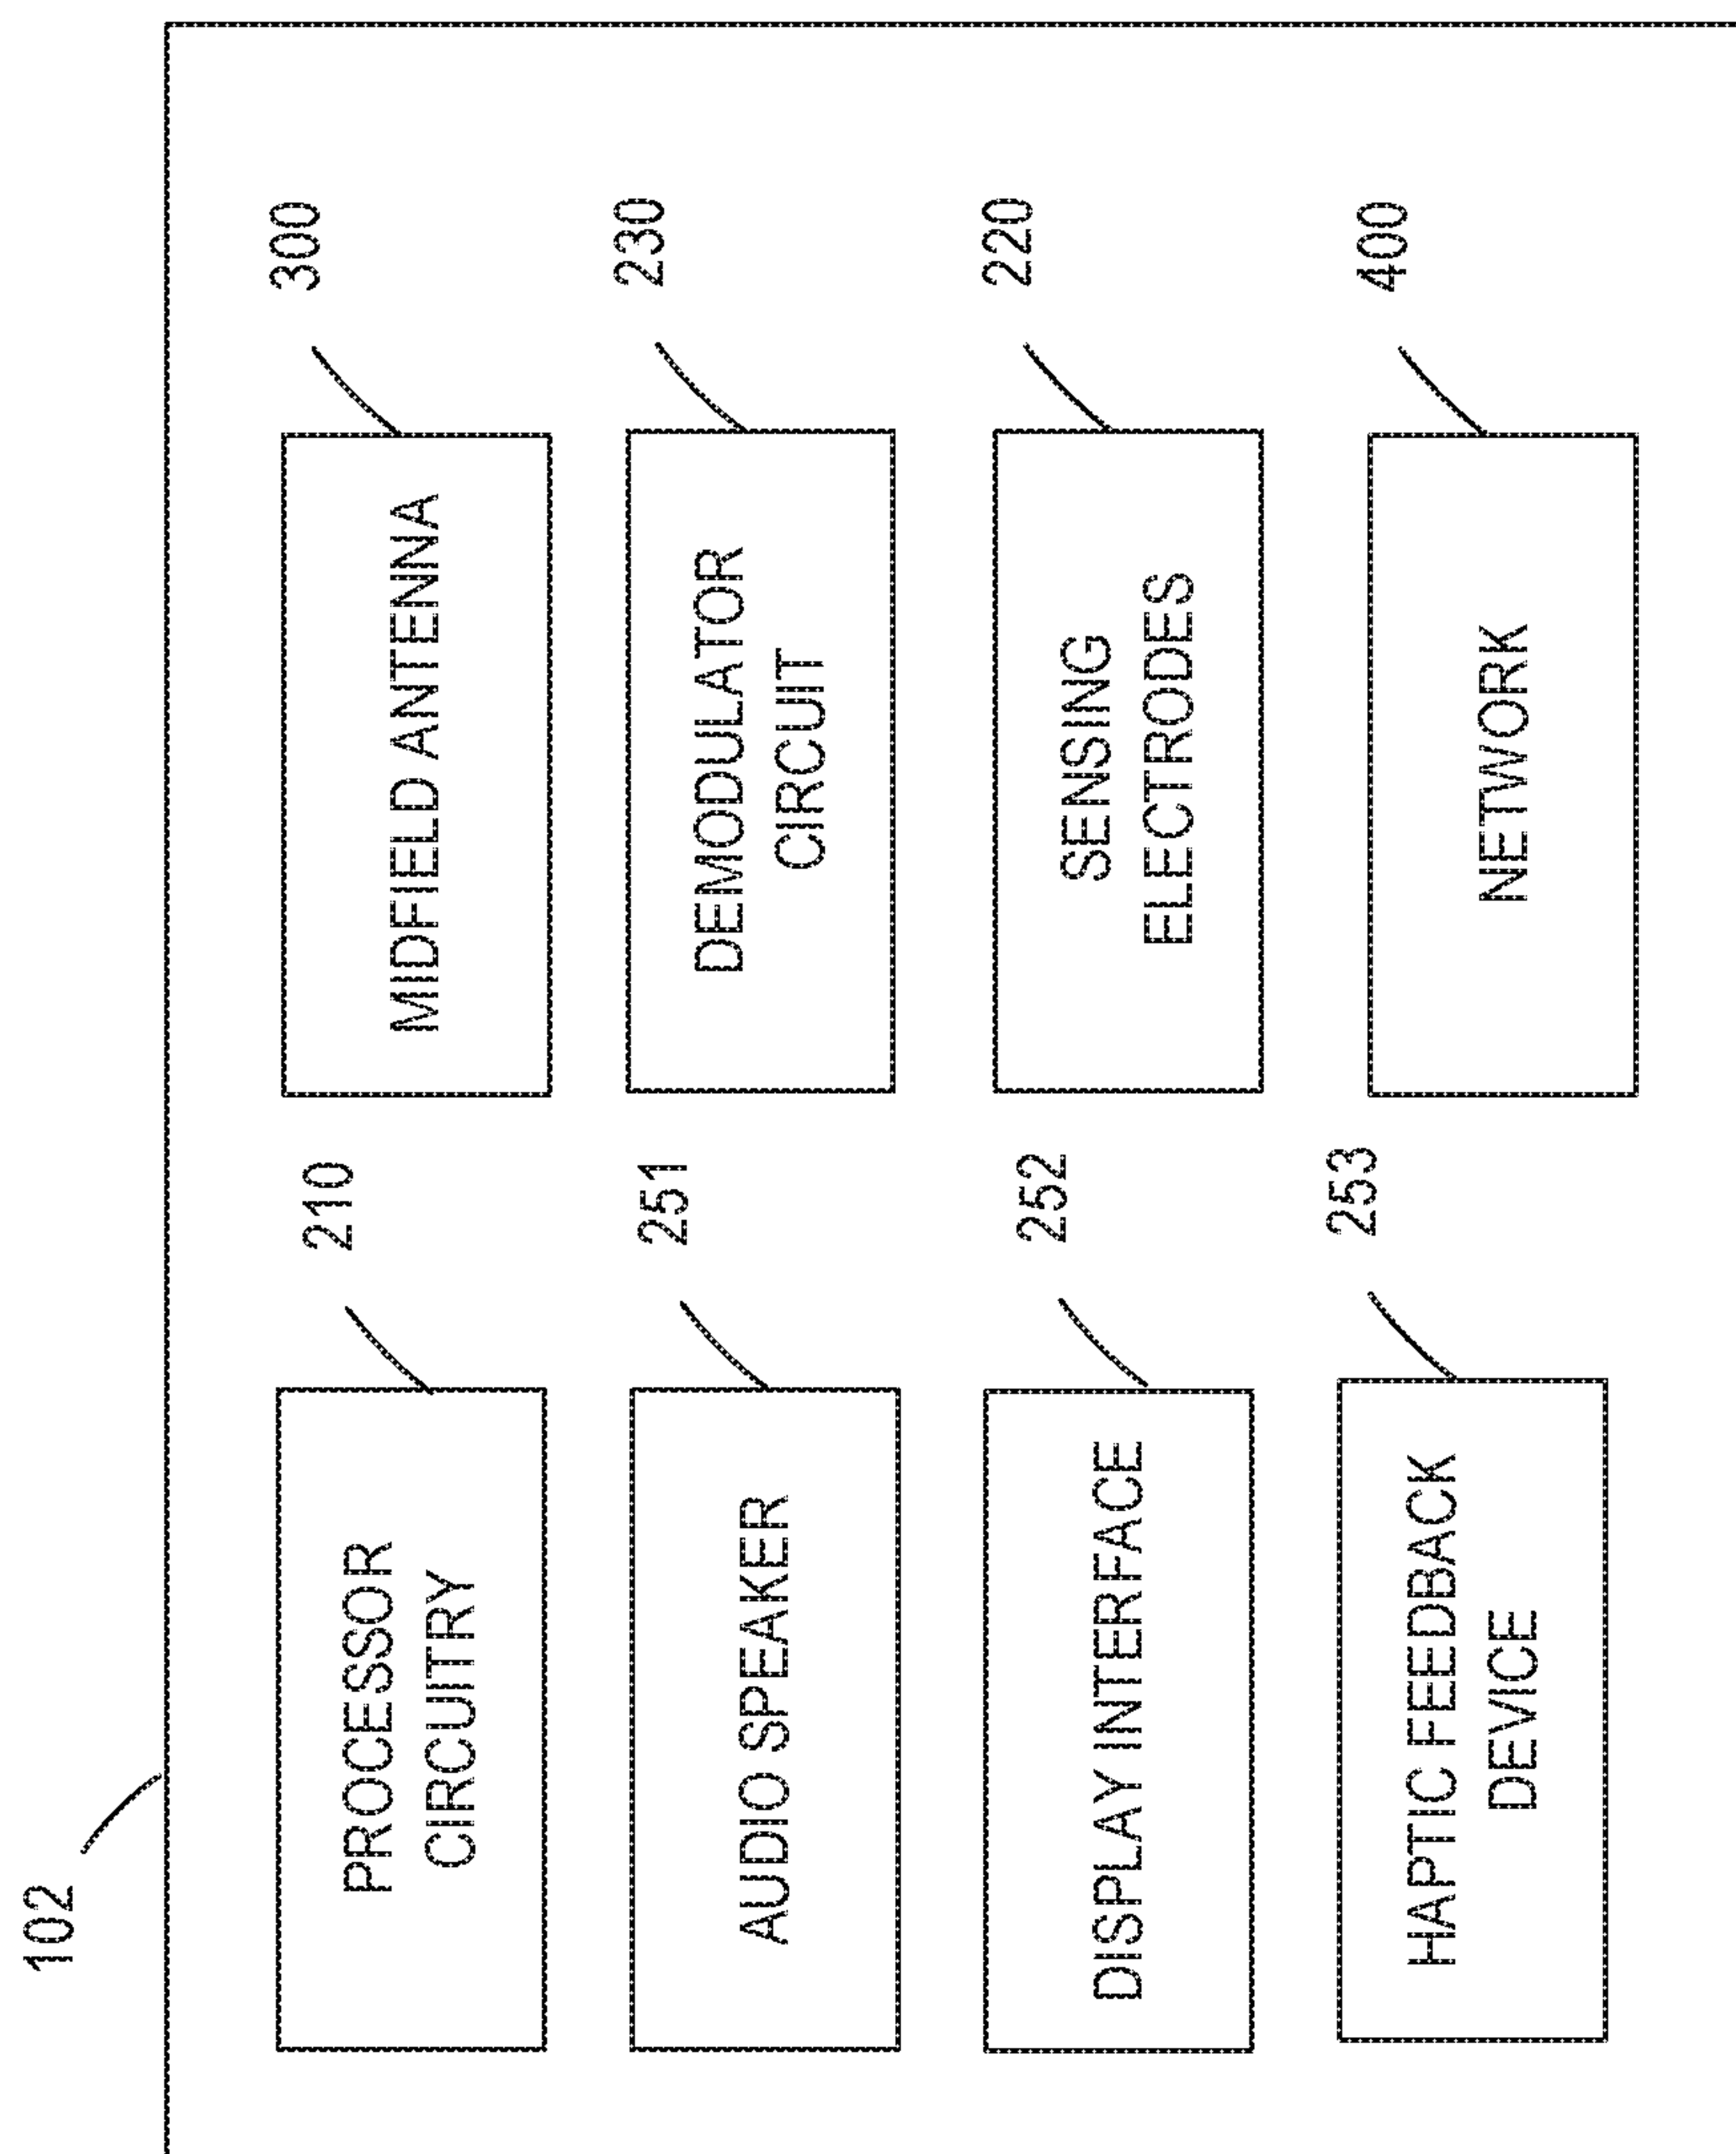 102
210
PROCESSOR
CIRCUITRY
300
MIDFIELD ANTENNA
251
AUDIO SPEAKER
230
DEMODULATOR
CIRCUIT
252
DISPLAY INTERFACE
220
SENSING
ELECTRODES
253
HAPTIC FEEDBACK
DEVICE
400
NETWORK